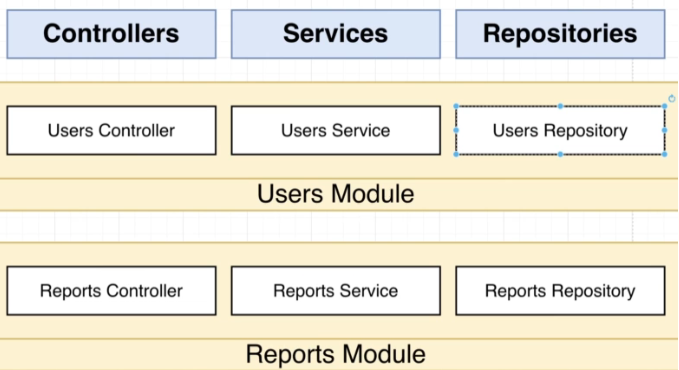 Controllers Services Repositories
Users Controller Users Service Users Repository
Users Module
Reports Controller Reports Service Reports Repository
Reports Module